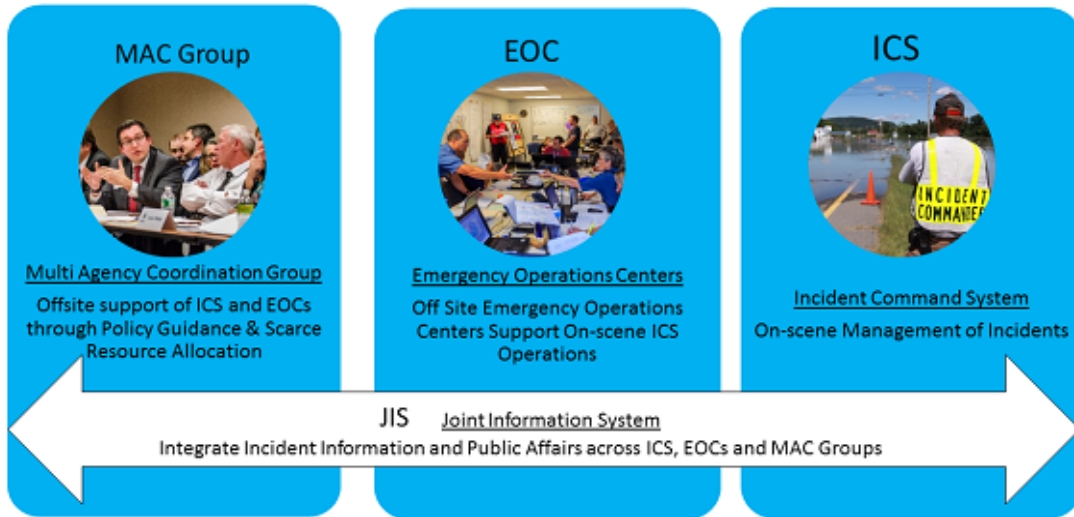 MAC Group
Multi Agency Coordination Group
Offsite support of ICS and EOCs
through Policy Guidance & Scarce
Resource Allocation
EOC
Emergency Operations Centers
Off Site Emergency Operations
Centers Support On-scene ICS
Operations
ICS
INCIDENT
COMMANDER
Incident Command System
On-scene Management of Incidents
JIS Joint Information System
Integrate Incident Information and Public Affairs across ICS, EOCs and MAC Groups